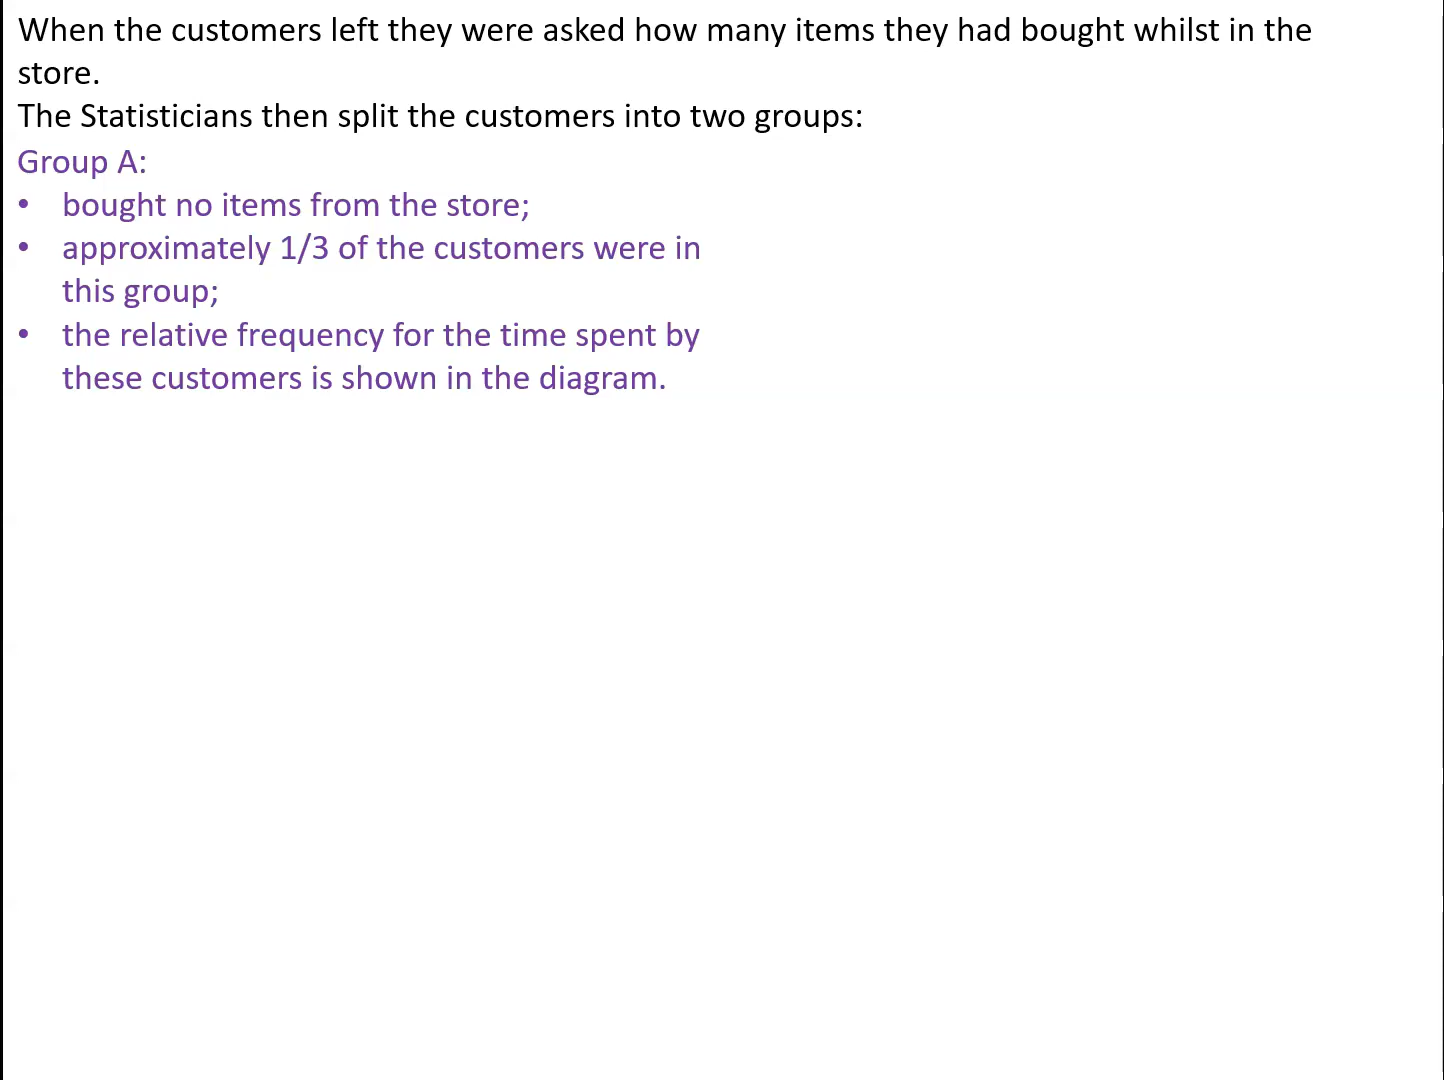 When the customers left they were asked how many items they had bought whilst in the
store.
The Statisticians then split the customers into two groups:
Group A:
• bought no items from the store;
• approximately 1/3 of the customers were in
this group;
• the relative frequency for the time spent by
these customers is shown in the diagram.